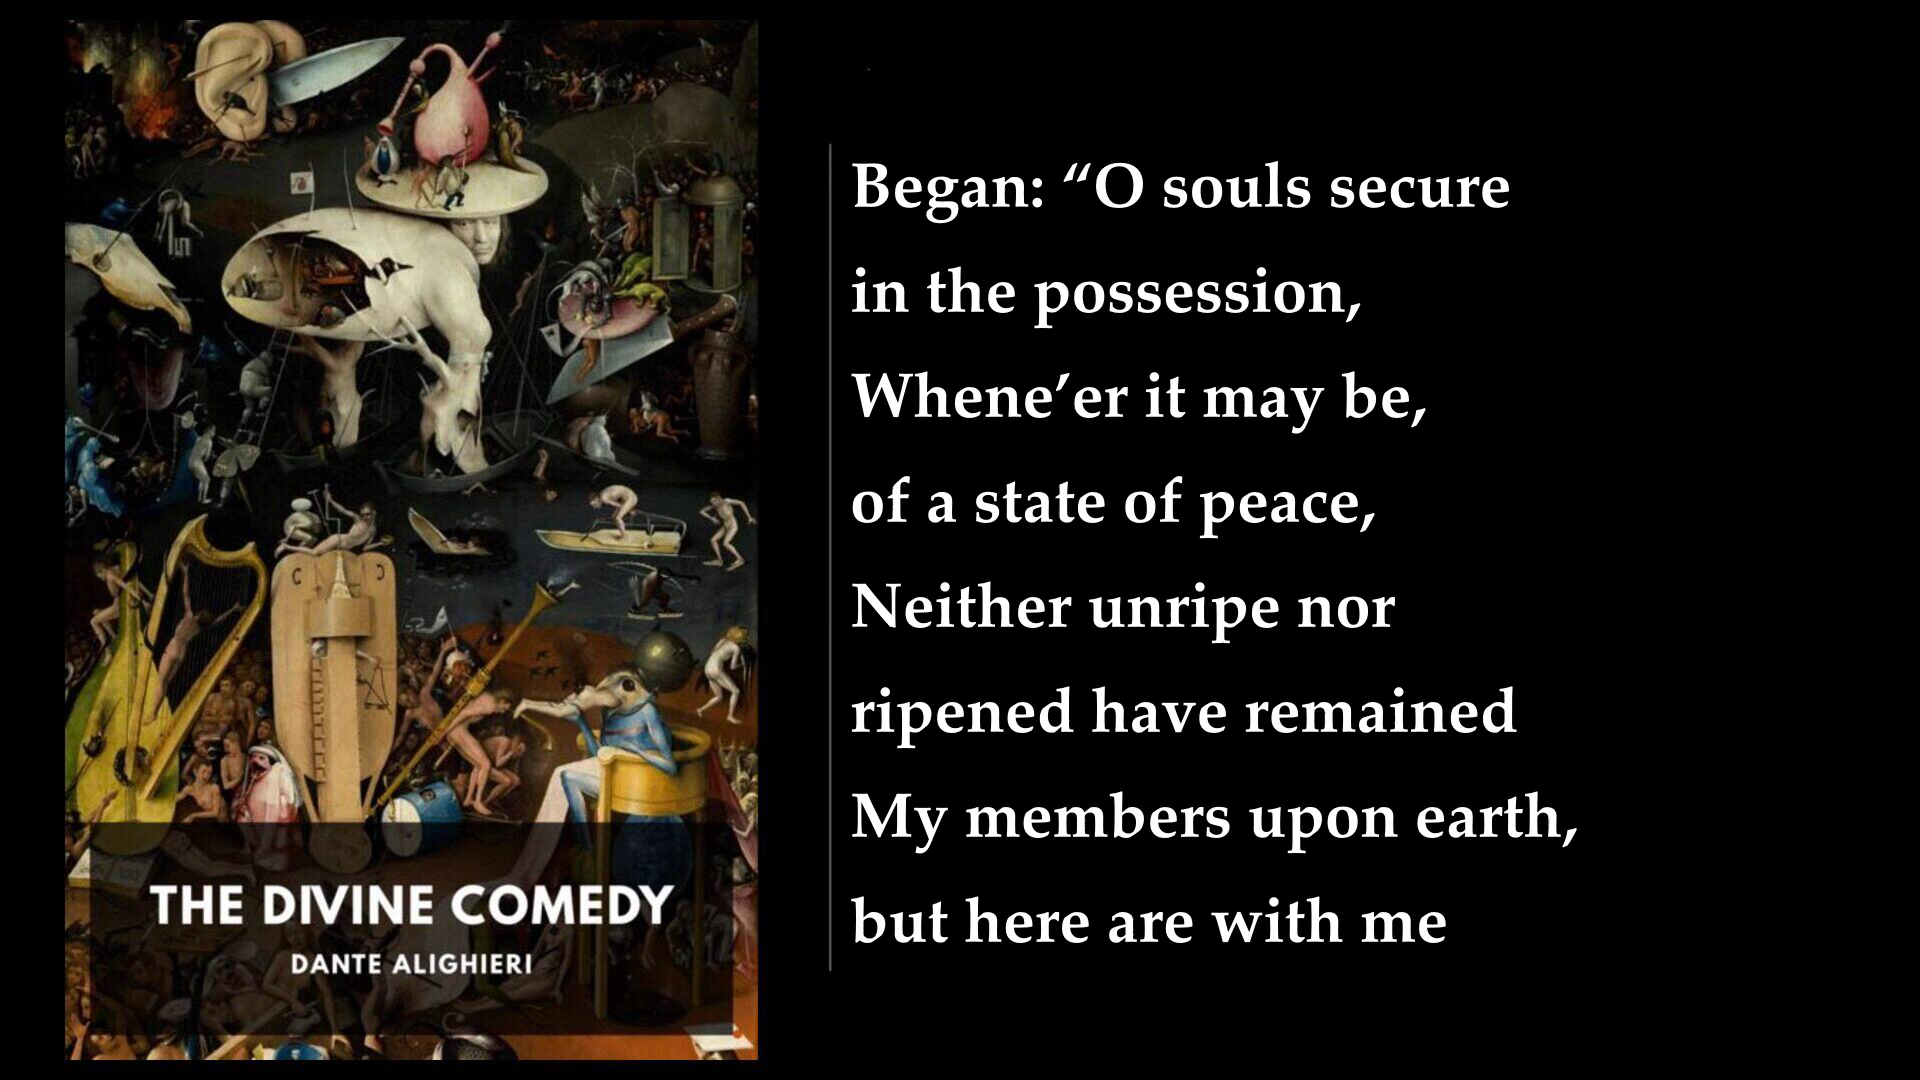 THE DIVINE COMEDY
DANTE ALIGHIERI
Began: “O souls secure
in the possession,
Whene’er it may be,
of a state of peace,
Neither unripe nor
ripened have remained
My members upon earth,
but here are with me